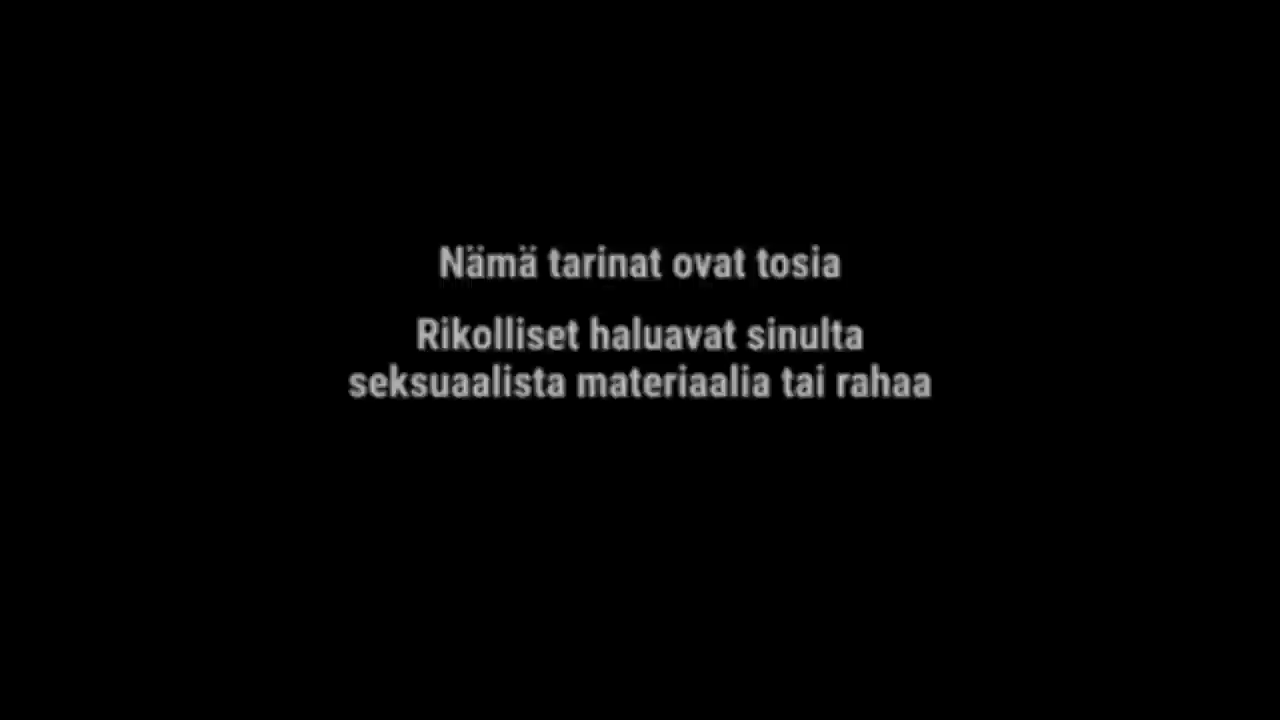 Nämä tarinat ovat tosia
Rikolliset haluavat sinulta
seksuaalista materiaalia tai rahaa